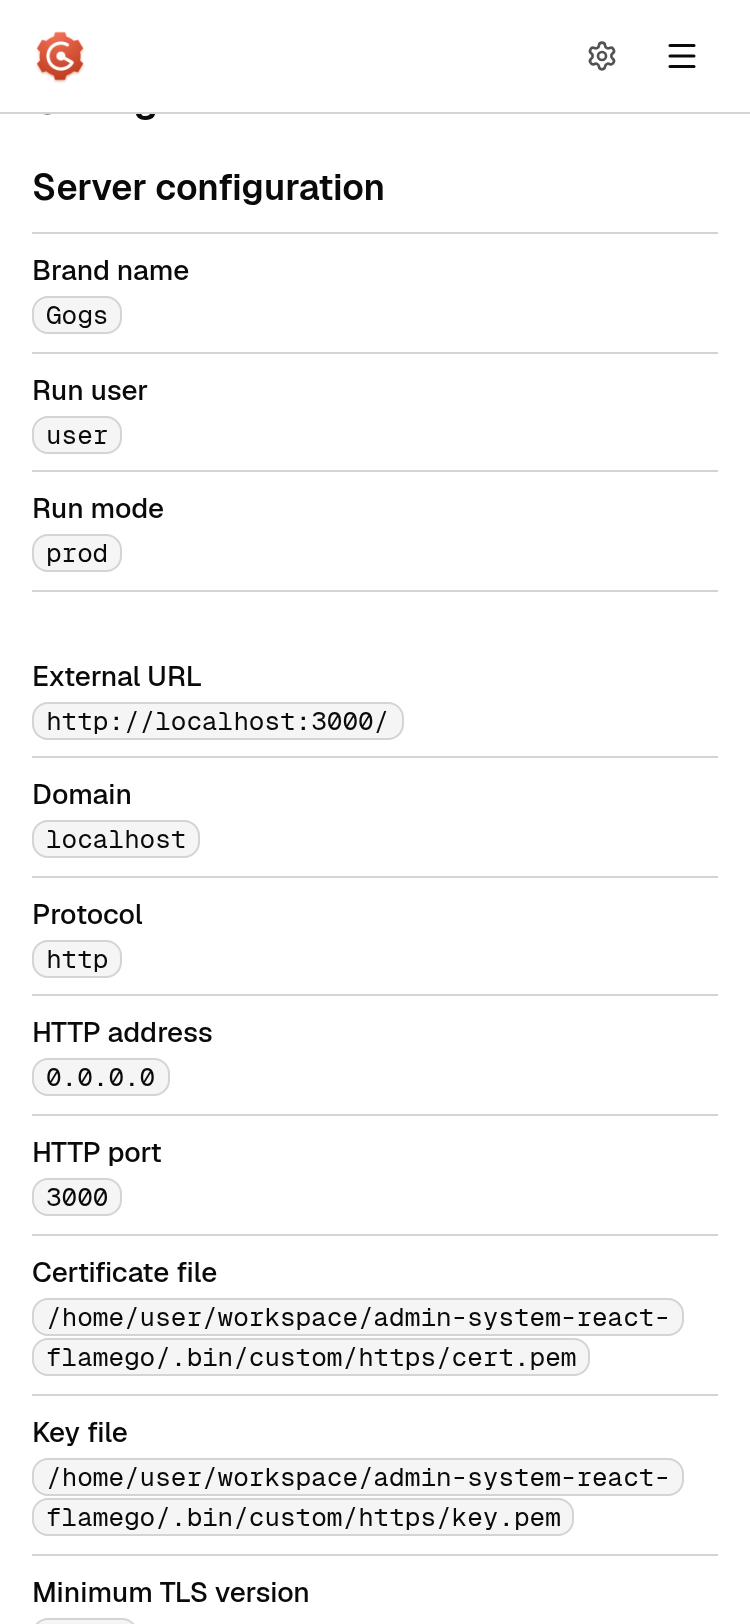 Server configuration
Brand name
Gogs
Run user
user
Run mode
prod
External URL
http://localhost:3000/
Domain
localhost
Protocol
http
HTTP address
0.0.0.0
HTTP port
3000
Certificate file
/home/user/workspace/admin-system-react-
flamego/.bin/custom/https/cert.pem
Key file
/home/user/workspace/admin-system-react-
flamego/.bin/custom/https/key.pem
Minimum TLS version